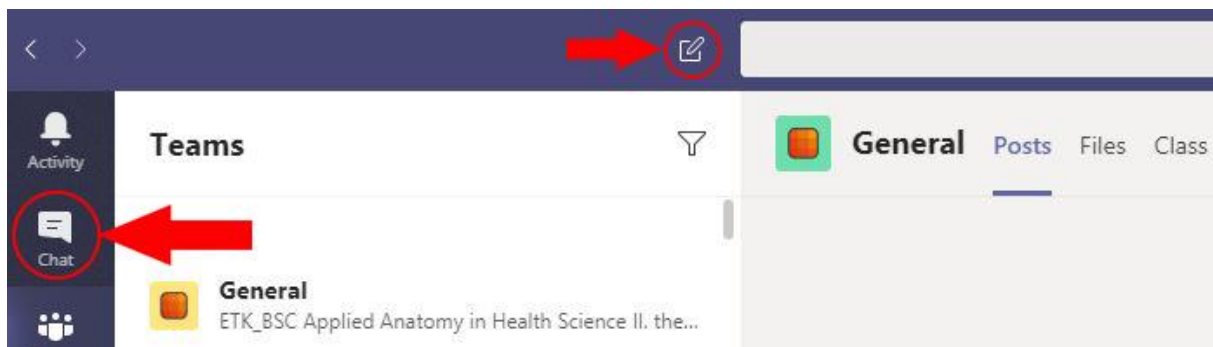 Activity
Teams
General Posts Files Class
Chat
General
ETK_BSC Applied Anatomy in Health Science II. the...